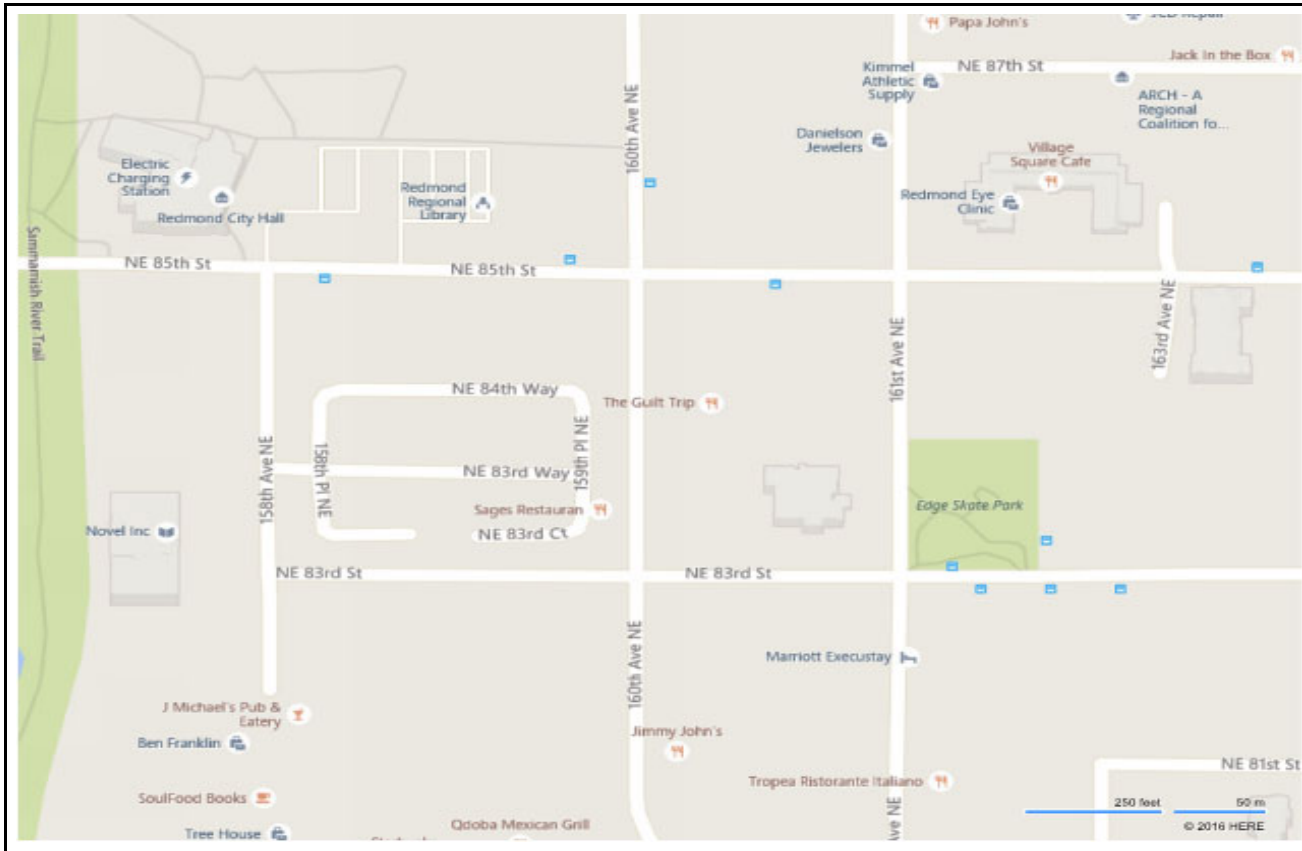 Papa John's
Jack In the Box
NE 87th St
Kimmel
Athletic
Supply
ARCH - A
Regional
Coalition fo...
160th Ave NE
Danielson
Jewelers
Village
Square Cafe
Electric
Charging
Station
Redmond City Hall
Redmond
Regional
Library
Redmond Eye
Clinic
Sammamish River Trail
NE 85th St
NE 85th St
163rd Ave NE
161st Ave NE
NE 84th Way
The Guilt Trip
158th Ave NE
158th Pl NE
159th Pl NE
NE 83rd Way
Sages Restauran
Edge Skate Park
Novel Inc
NE 83rd Ct
NE 83rd St
NE 83rd St
160th Ave NE
Marriott Execustay
J Michael's Pub &
Eatery
Ben Franklin
Jimmy John's
NE 81st St
Tropea Ristorante Italiano
SoulFood Books
250 feet
50 m
Tree House
Qdoba Mexican Grill
ve NE
© 2016 HERE